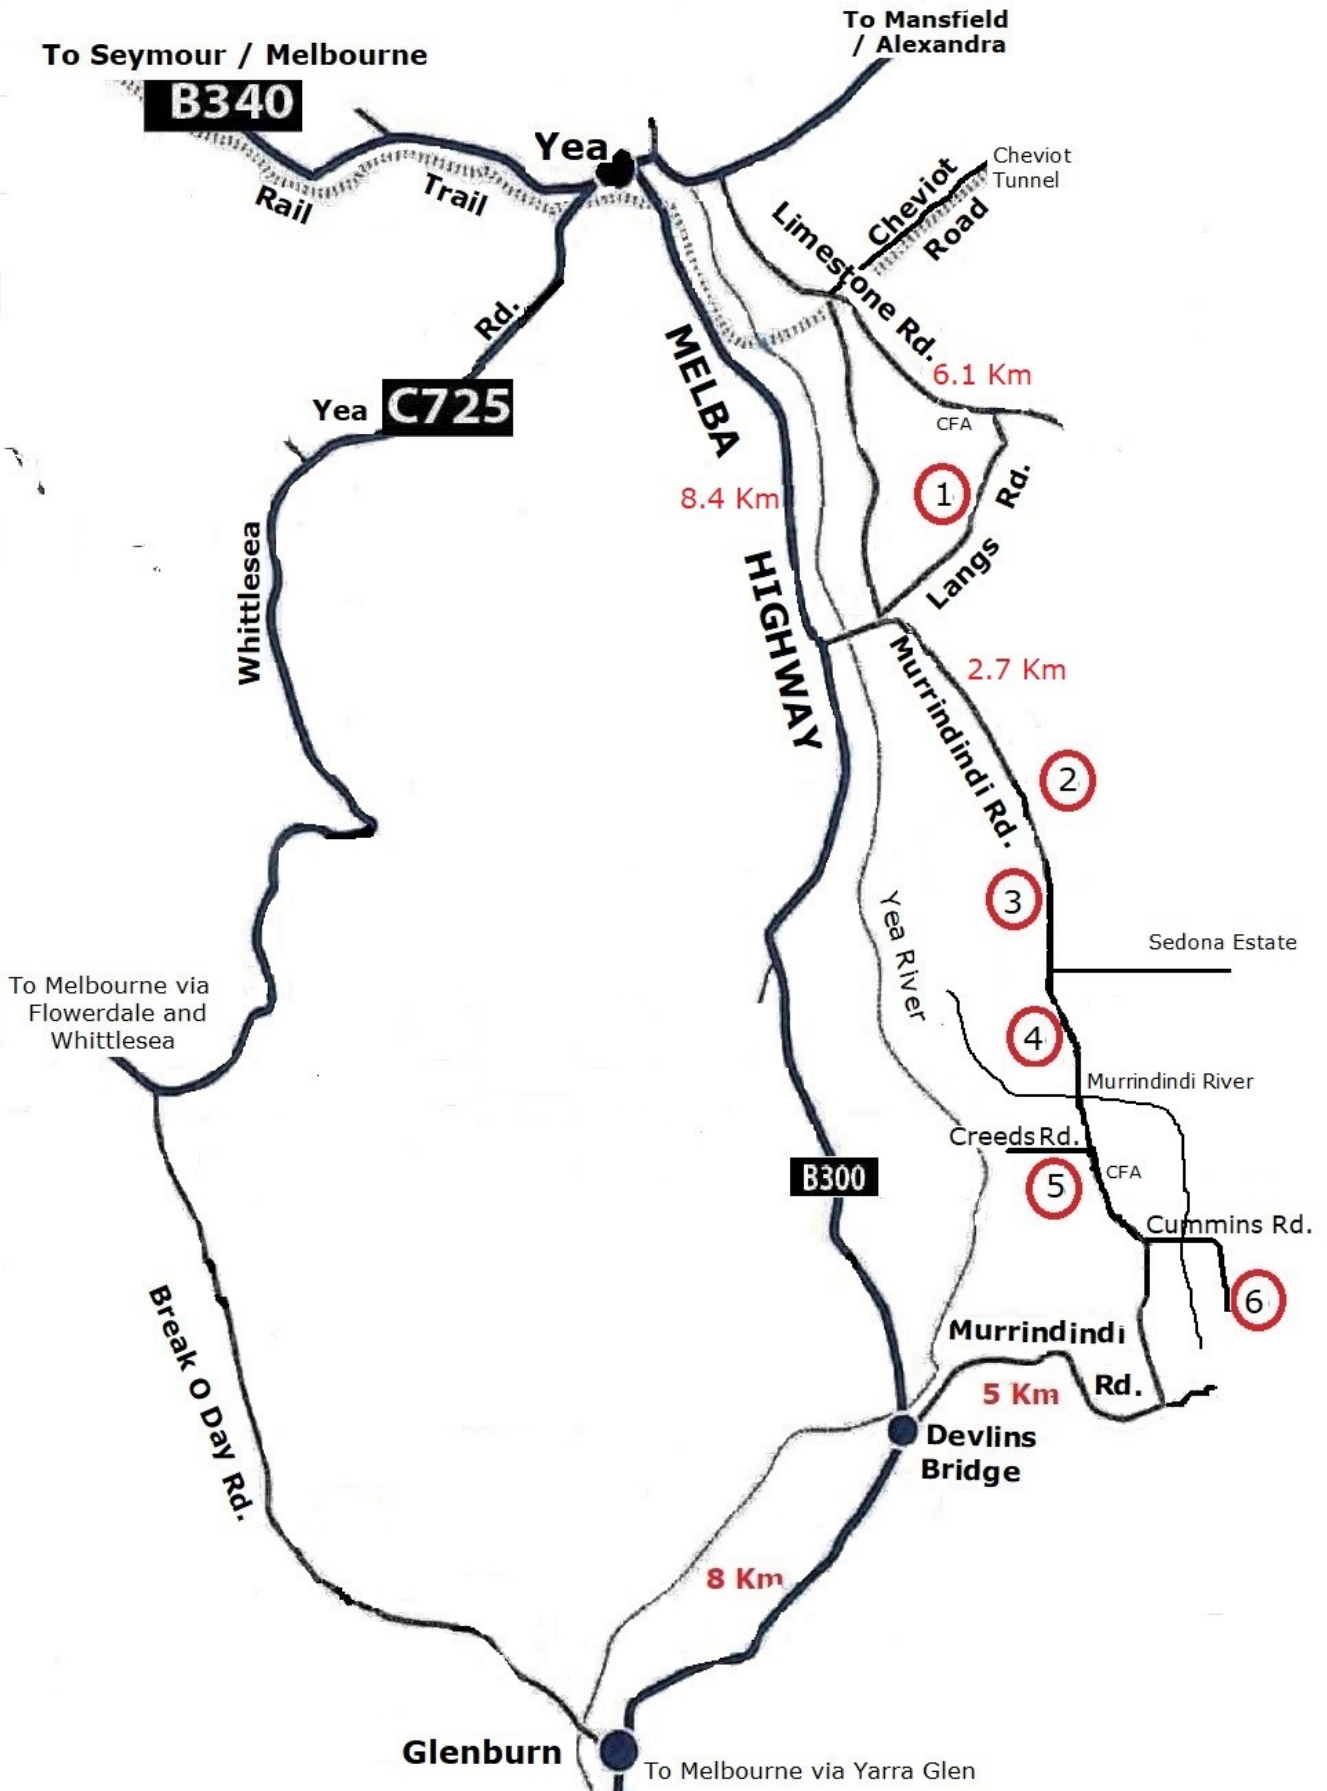 To Mansfield
/ Alexandra
To Seymour / Melbourne
B340
Yea
Rail
Trail
Cheviot
Tunnel
Cheviot
Road
Limestone Rd.
Rd.
6.1 Km
MELBA
Yea
C725
CFA
8.4 Km
1
Rd.
Langs
Whittlesea
HIGHWAY
Murrindindi Rd.
2.7 Km
2
3
Yea River
Sedona Estate
To Melbourne via
Flowerdale and
Whittlesea
4
Murrindindi River
Creeds Rd.
CFA
B300
5
Cummins Rd.
6
Break O Day Rd.
Murrindindi
Rd.
5 Km
Devlins
Bridge
8 Km
Glenburn
To Melbourne via Yarra Glen